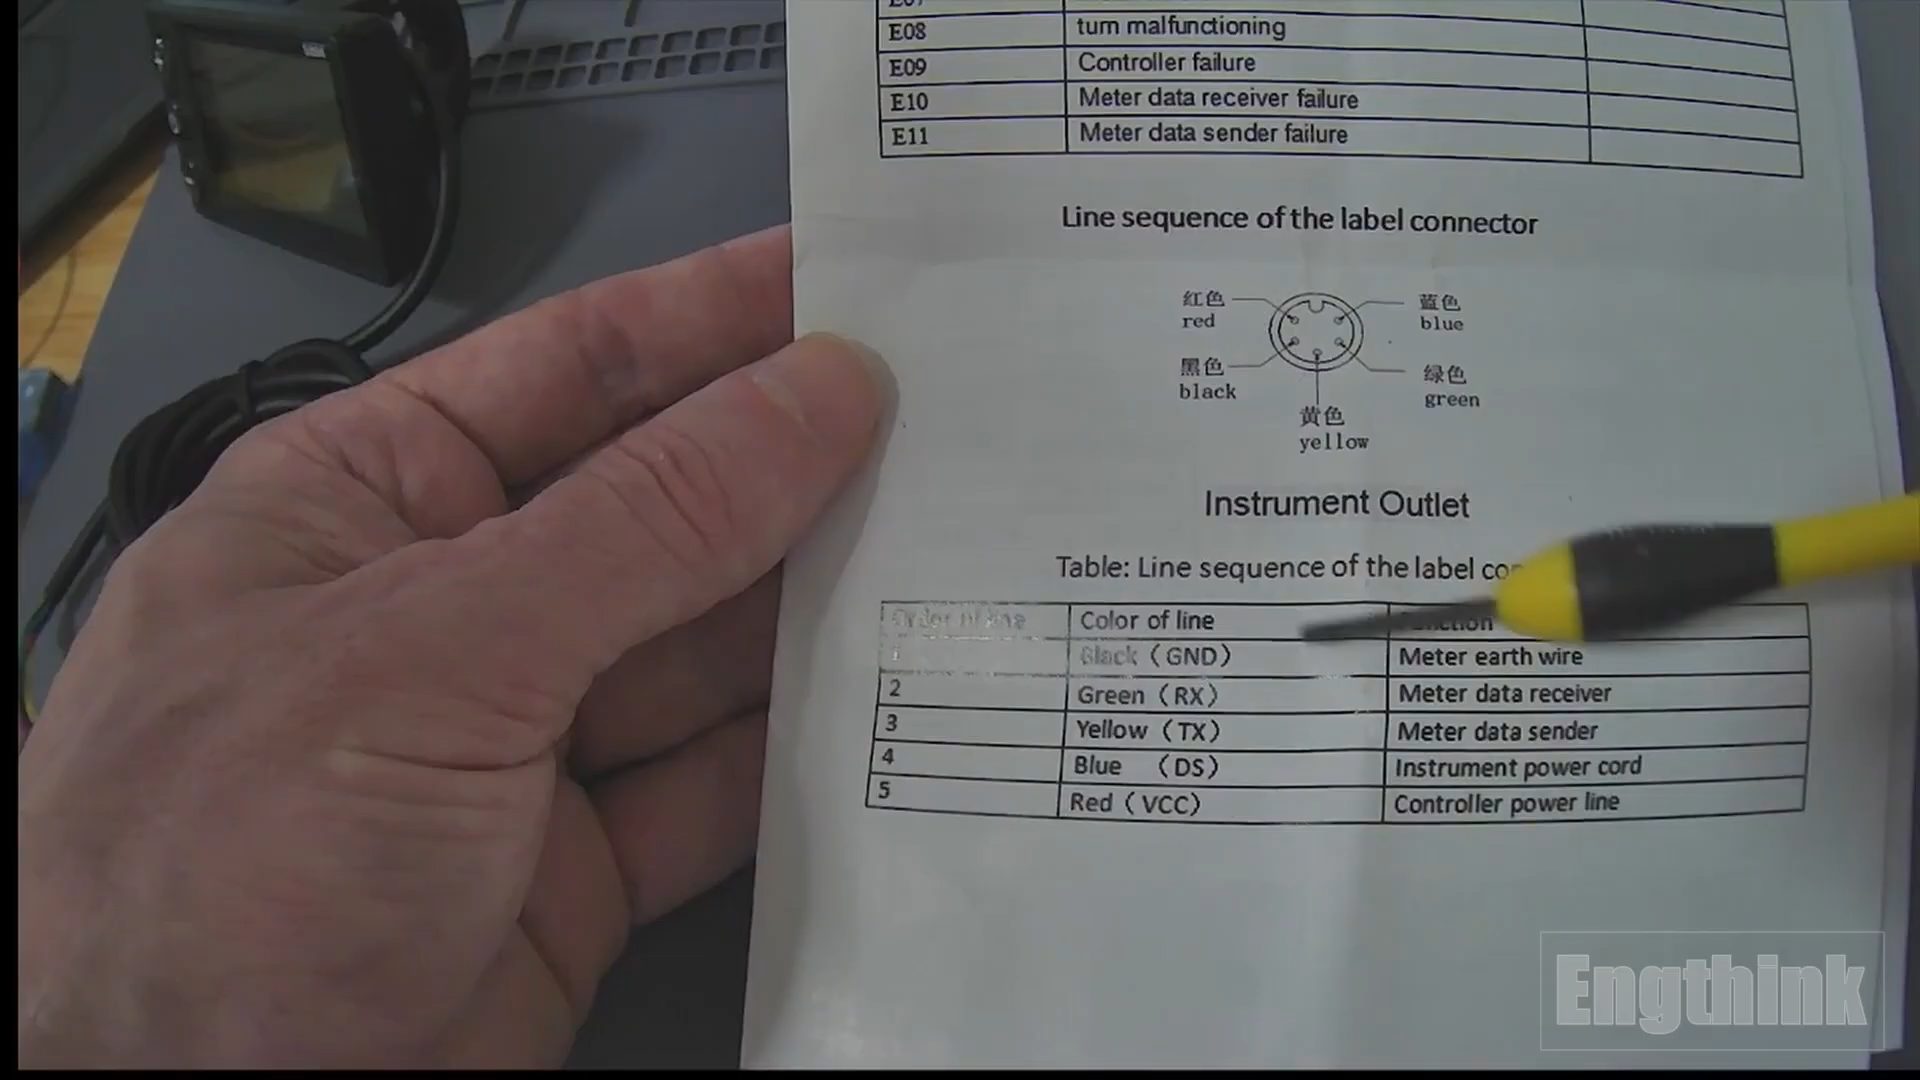 E08 turn malfunctioning
E09 Controller failure
E10 Meter data receiver failure
E11 Meter data sender failure
Line sequence of the label connector
红色 蓝色
red blue
黑色 绿色
black green
黄色
yellow
Instrument Outlet
Table: Line sequence of the label
Order of line Color of line
1 Black (GND) Meter earth wire
2 Green (RX) Meter data receiver
3 Yellow (TX) Meter data sender
4 Blue (DS) Instrument power cord
5 Red (VCC) Controller power line
Engthink